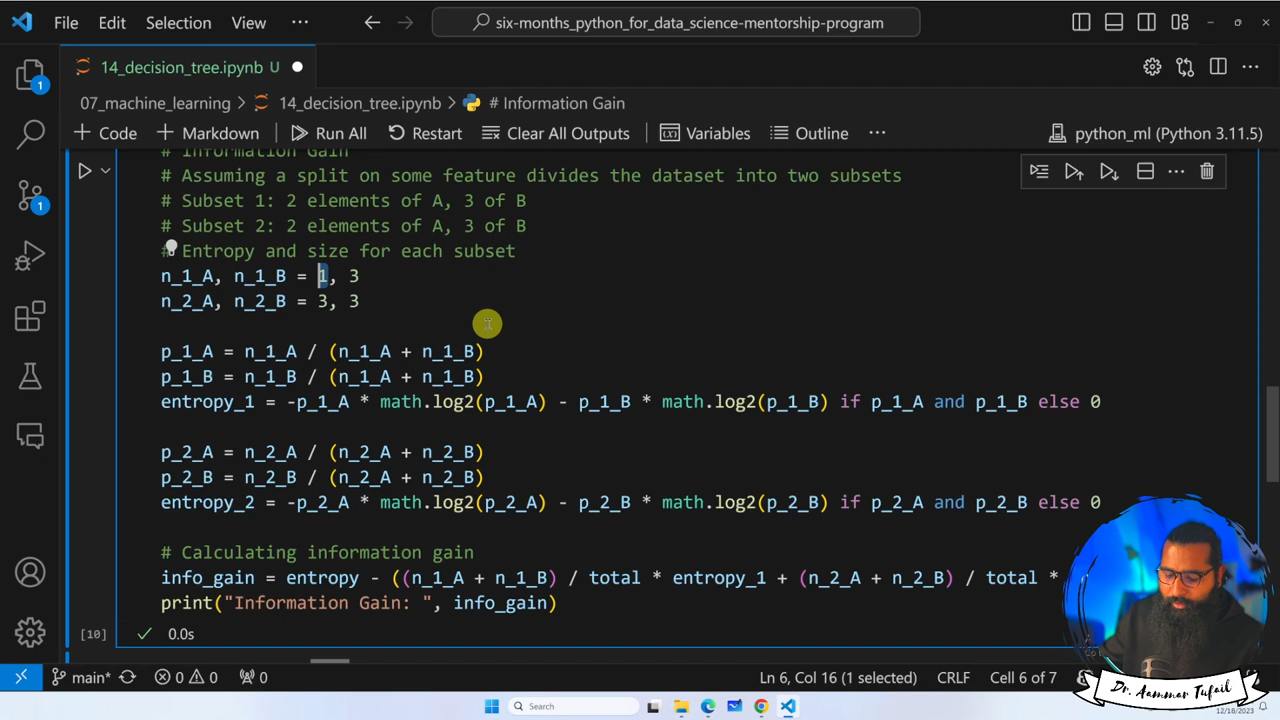 File Edit Selection View ··· six-months_python_for_data_science-mentorship-program
14_decision_tree.ipynb U
07_machine_learning > 14_decision_tree.ipynb > # Information Gain
+ Code + Markdown Run All Restart Clear All Outputs Variables Outline ··· python_ml (Python 3.11.5)
# Information Gain
# Assuming a split on some feature divides the dataset into two subsets
# Subset 1: 2 elements of A, 3 of B
# Subset 2: 2 elements of A, 3 of B
# Entropy and size for each subset
n_1_A, n_1_B = 1, 3
n_2_A, n_2_B = 3, 3
p_1_A = n_1_A / (n_1_A + n_1_B)
p_1_B = n_1_B / (n_1_A + n_1_B)
entropy_1 = -p_1_A * math.log2(p_1_A) - p_1_B * math.log2(p_1_B) if p_1_A and p_1_B else 0
p_2_A = n_2_A / (n_2_A + n_2_B)
p_2_B = n_2_B / (n_2_A + n_2_B)
entropy_2 = -p_2_A * math.log2(p_2_A) - p_2_B * math.log2(p_2_B) if p_2_A and p_2_B else 0
# Calculating information gain
info_gain = entropy - ((n_1_A + n_1_B) / total * entropy_1 + (n_2_A + n_2_B) / total *
print("Information Gain: ", info_gain)
[10] 0.0s
1
1
main* 0 0 0 Ln 6, Col 16 (1 selected) CRLF Cell 6 of 7
Dr. Aammar Tufail
Search
12/18/2023